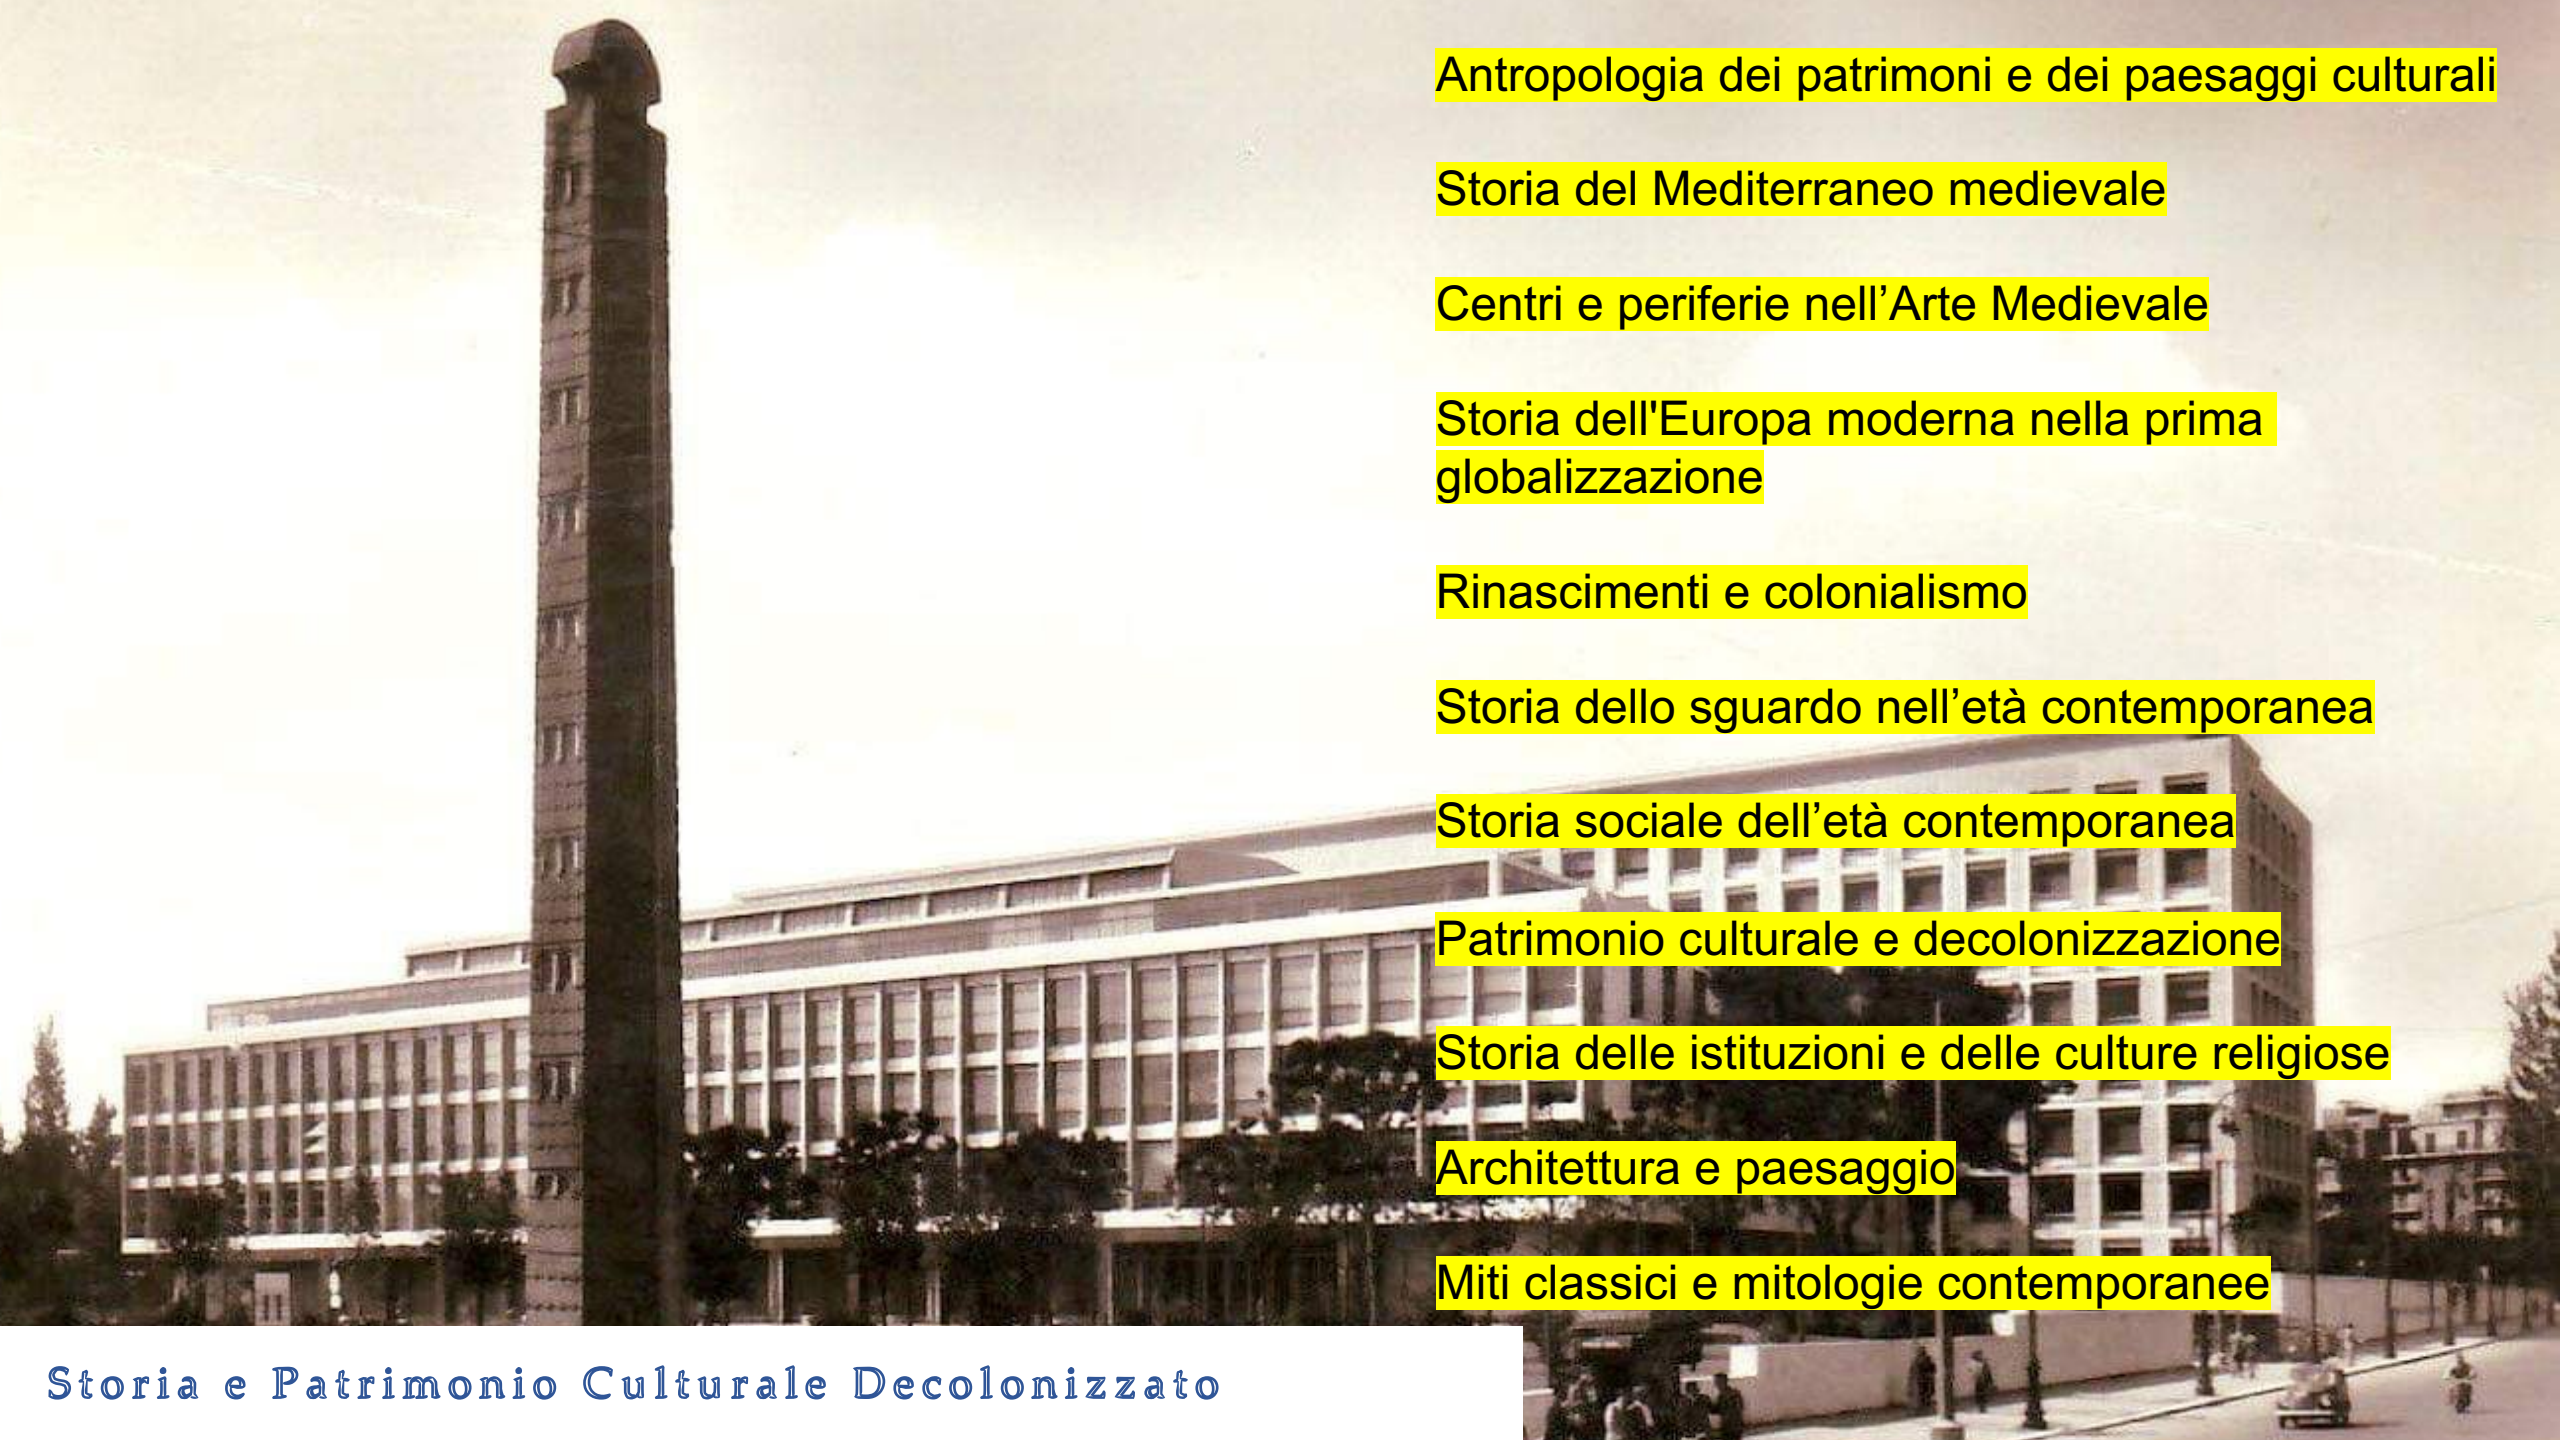 Antropologia dei patrimoni e dei paesaggi culturali
Storia del Mediterraneo medievale
Centri e periferie nell’Arte Medievale
Storia dell'Europa moderna nella prima
globalizzazione
Rinascimenti e colonialismo
Storia dello sguardo nell’età contemporanea
Storia sociale dell’età contemporanea
Patrimonio culturale e decolonizzazione
Storia delle istituzioni e delle culture religiose
Architettura e paesaggio
Miti classici e mitologie contemporanee
Storia e Patrimonio Culturale Decolonizzato